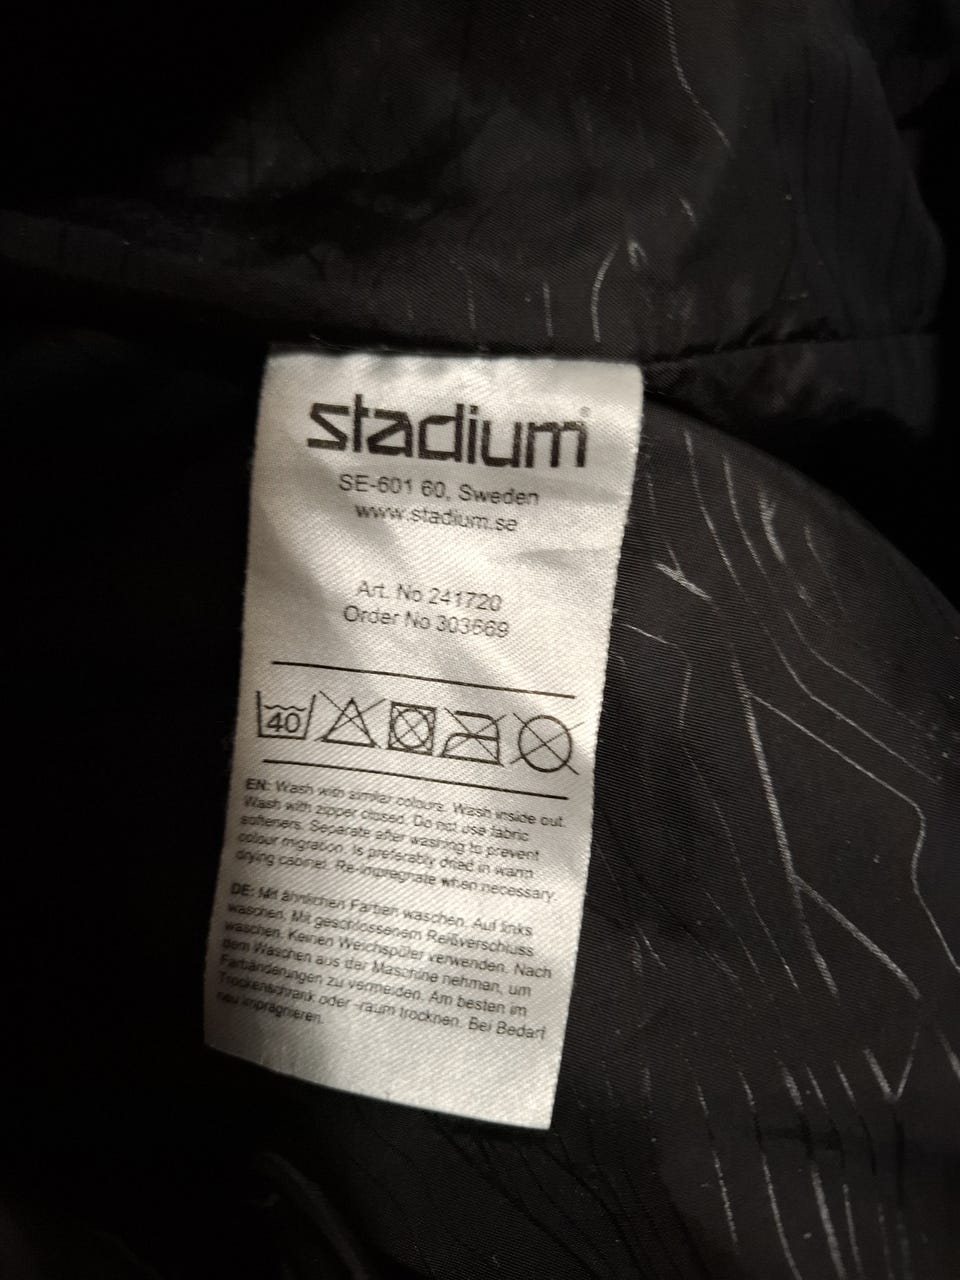 stadium®
SE-601 60, Sweden
www.stadium.se
Art. No 241720
Order No 303669
40
EN: Wash with similar colours. Wash inside out.
Wash with zipper closed. Do not use fabric
softeners. Separate after washing to prevent
colour migration. Is preferably dried in warm
drying cabinet. Re-impregnate when necessary.
DE: Mit ähnlichen Farben waschen. Auf links
waschen. Mit geschlossenem Reißverschluss
waschen. Keinen Weichspüler verwenden. Nach
dem Waschen aus der Maschine nehman, um
Farbänderungen zu vermeiden. Am besten im
Trockenschrank oder -raum trocknen. Bei Bedarf
neu imprägnieren.